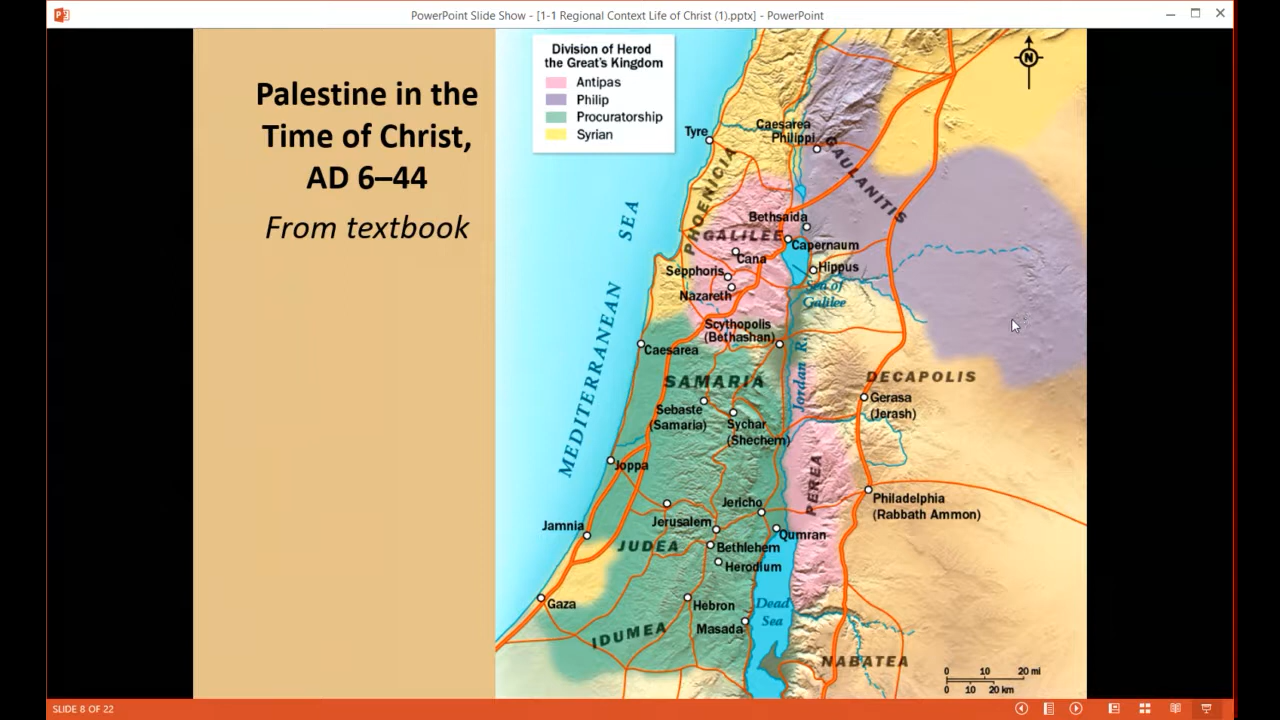 PowerPoint Slide Show - [1-1 Regional Context Life of Christ (1).pptx] - PowerPoint
Palestine in the
Time of Christ,
AD 6–44
From textbook
Division of Herod
the Great's Kingdom
Antipas
Philip
Procuratorship
Syrian
N
Tyre
Caesarea
Philippi
PHOENICIA
GAULANITIS
MEDITERRANEAN SEA
Bethsaida
GALILEE
Capernaum
Cana
Hippus
Sepphoris
Sea of
Galilee
Nazareth
Scythopolis
(Bethashan)
Caesarea
Jordan R.
SAMARIA
DECAPOLIS
Gerasa
(Jerash)
Sebaste
(Samaria)
Sychar
(Shechem)
Joppa
PEREA
Philadelphia
(Rabbath Ammon)
Jericho
Jamnia
Jerusalem
Qumran
JUDEA
Bethlehem
Herodium
Gaza
Hebron
Dead
Sea
Masada
IDUMEA
NABATEA
0 10 20 mi
0 10 20 km
SLIDE 8 OF 22